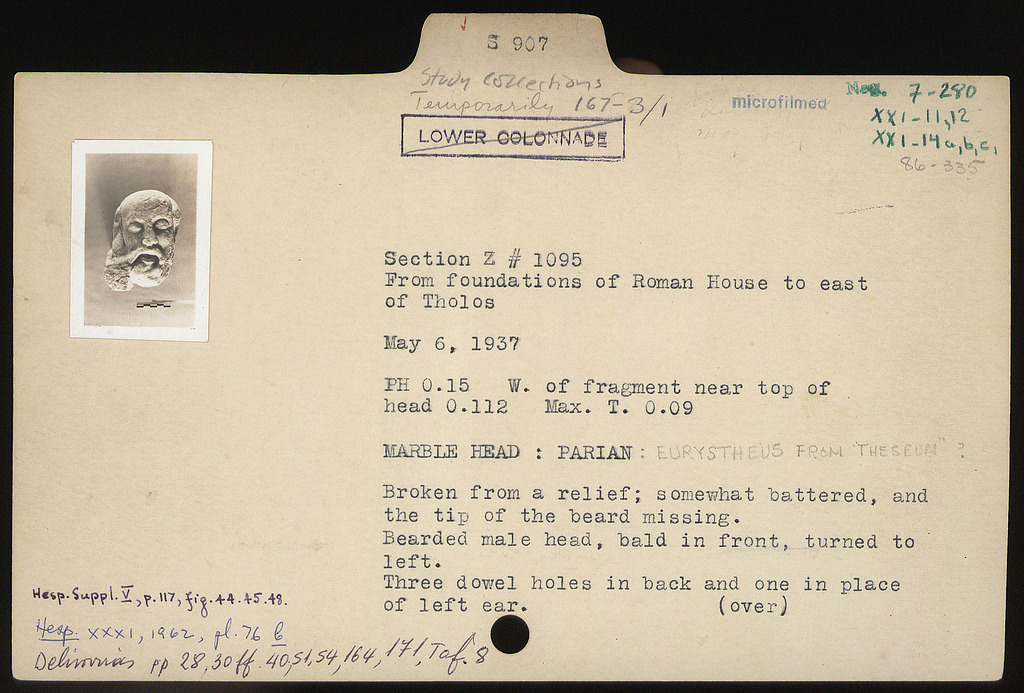 S 907
Study collections
Temporarily 167-3/1
LOWER COLONNADE
microfilmed
Neg. 7-280
XXI-11,12
XXI-14a,b,c,
86-335
Section Z # 1095
From foundations of Roman House to east
of Tholos
May 6, 1937
PH 0.15 W. of fragment near top of
head 0.112 Max. T. 0.09
MARBLE HEAD : PARIAN : EURYSTHEUS FROM "THESEUM" ?
Broken from a relief; somewhat battered, and
the tip of the beard missing.
Bearded male head, bald in front, turned to
left.
Three dowel holes in back and one in place
of left ear. (over)
Hesp. Suppl. V, p. 117, fig. 44. 45. 48.
Hesp. XXXI, 1962, pl. 76 b
Delivorrias pp 28, 30ff. 40, 51, 54, 164, 171, Taf. 8